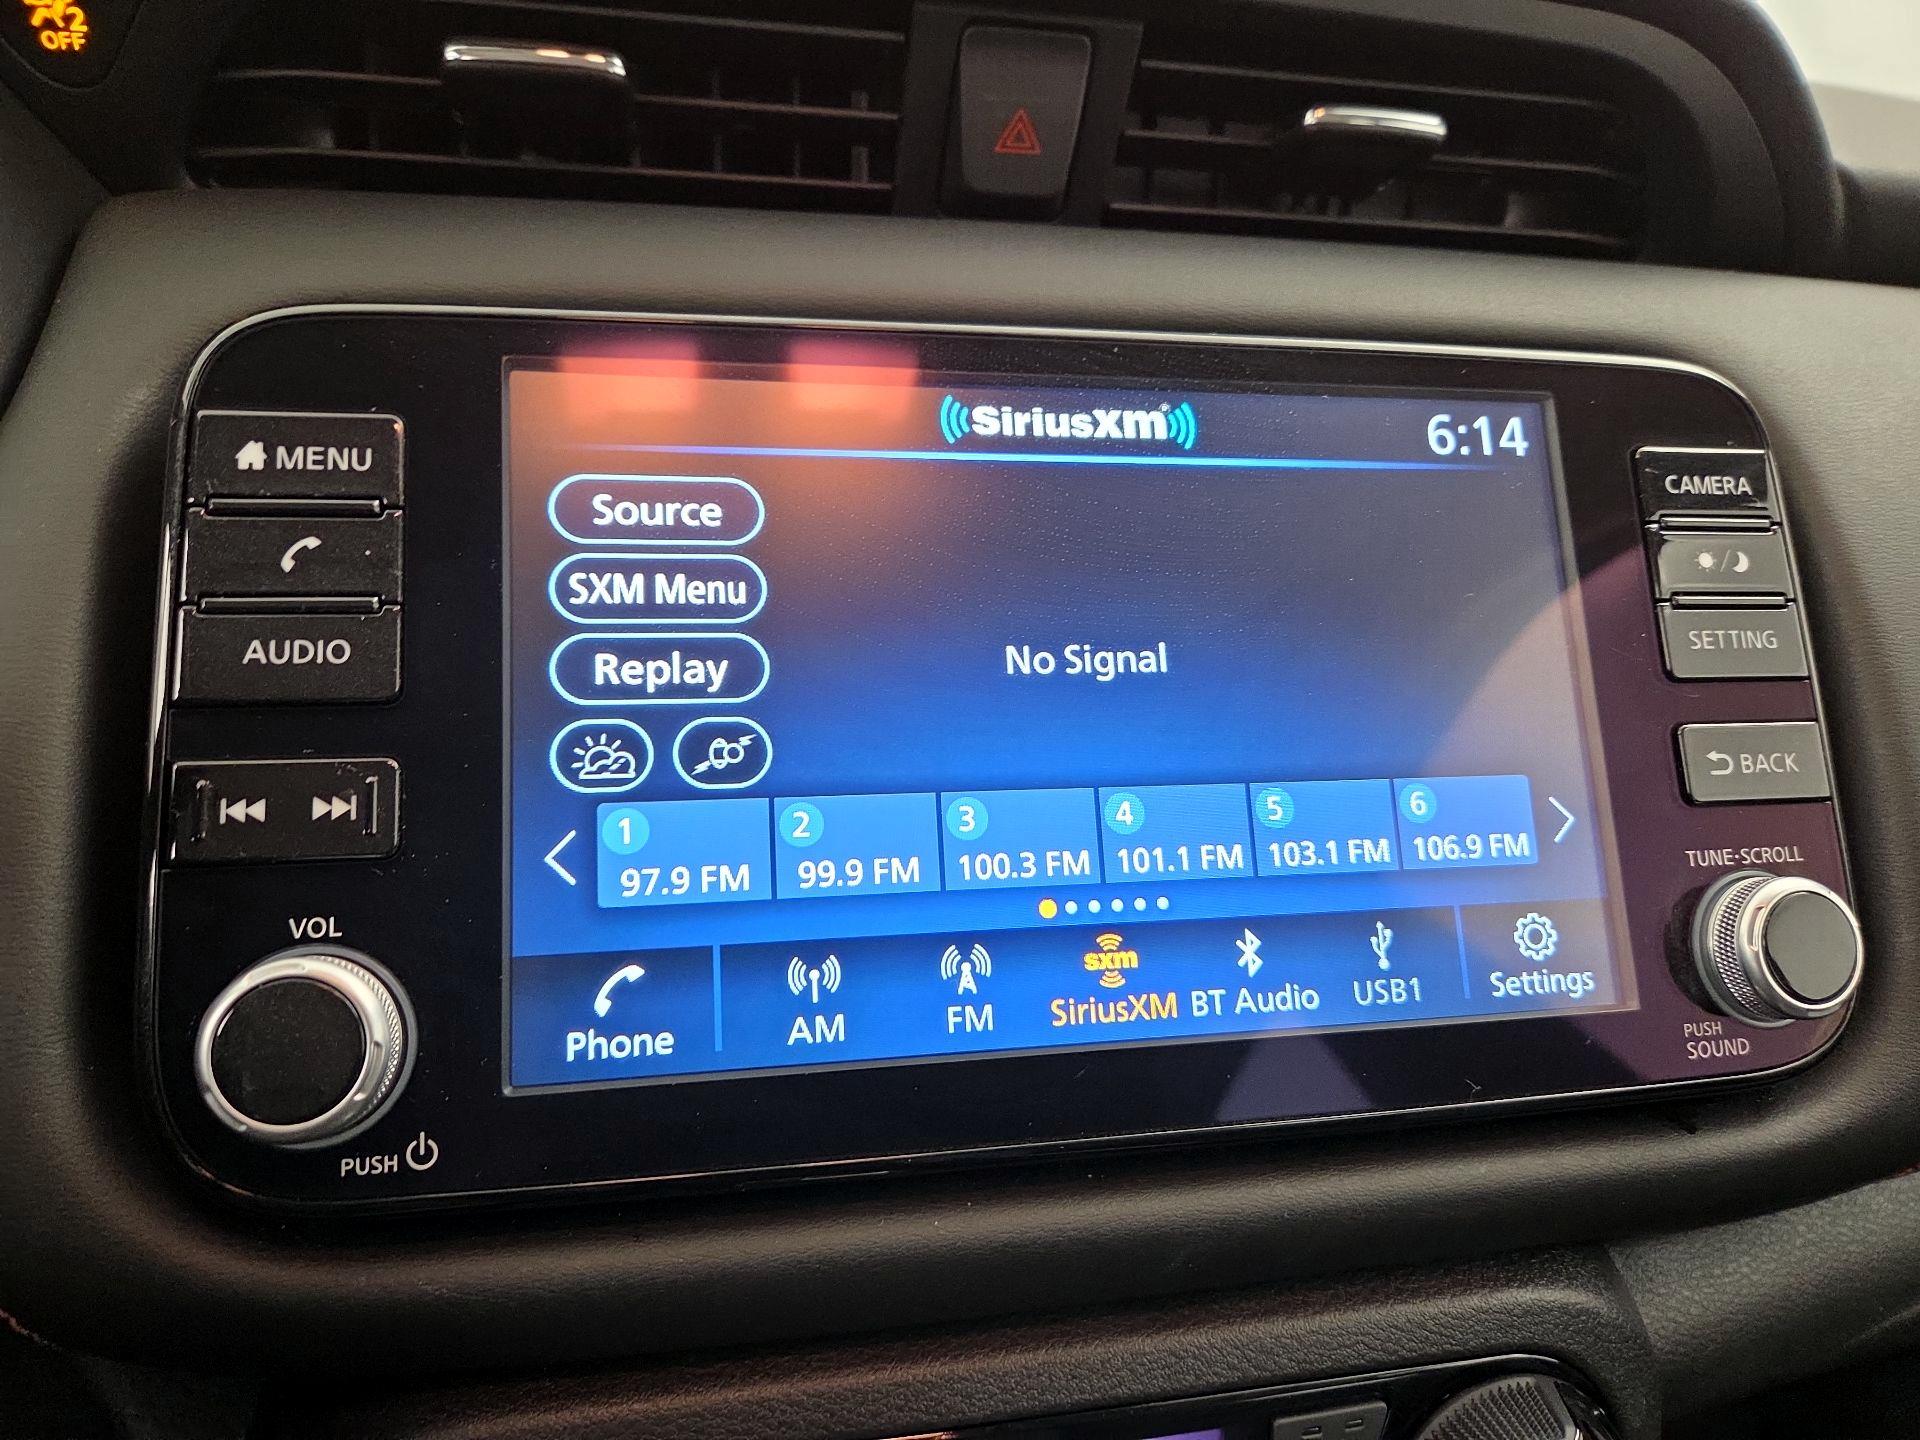 2
OFF
SiriusXM®
6:14
MENU
CAMERA
Source
SXM Menu
SETTING
AUDIO
Replay
No Signal
BACK
1
2
3
4
5
6
97.9 FM
99.9 FM
100.3 FM
101.1 FM
103.1 FM
106.9 FM
TUNE·SCROLL
VOL
sxm
Phone
AM
FM
SiriusXM
BT Audio
USB1
Settings
PUSH
SOUND
PUSH